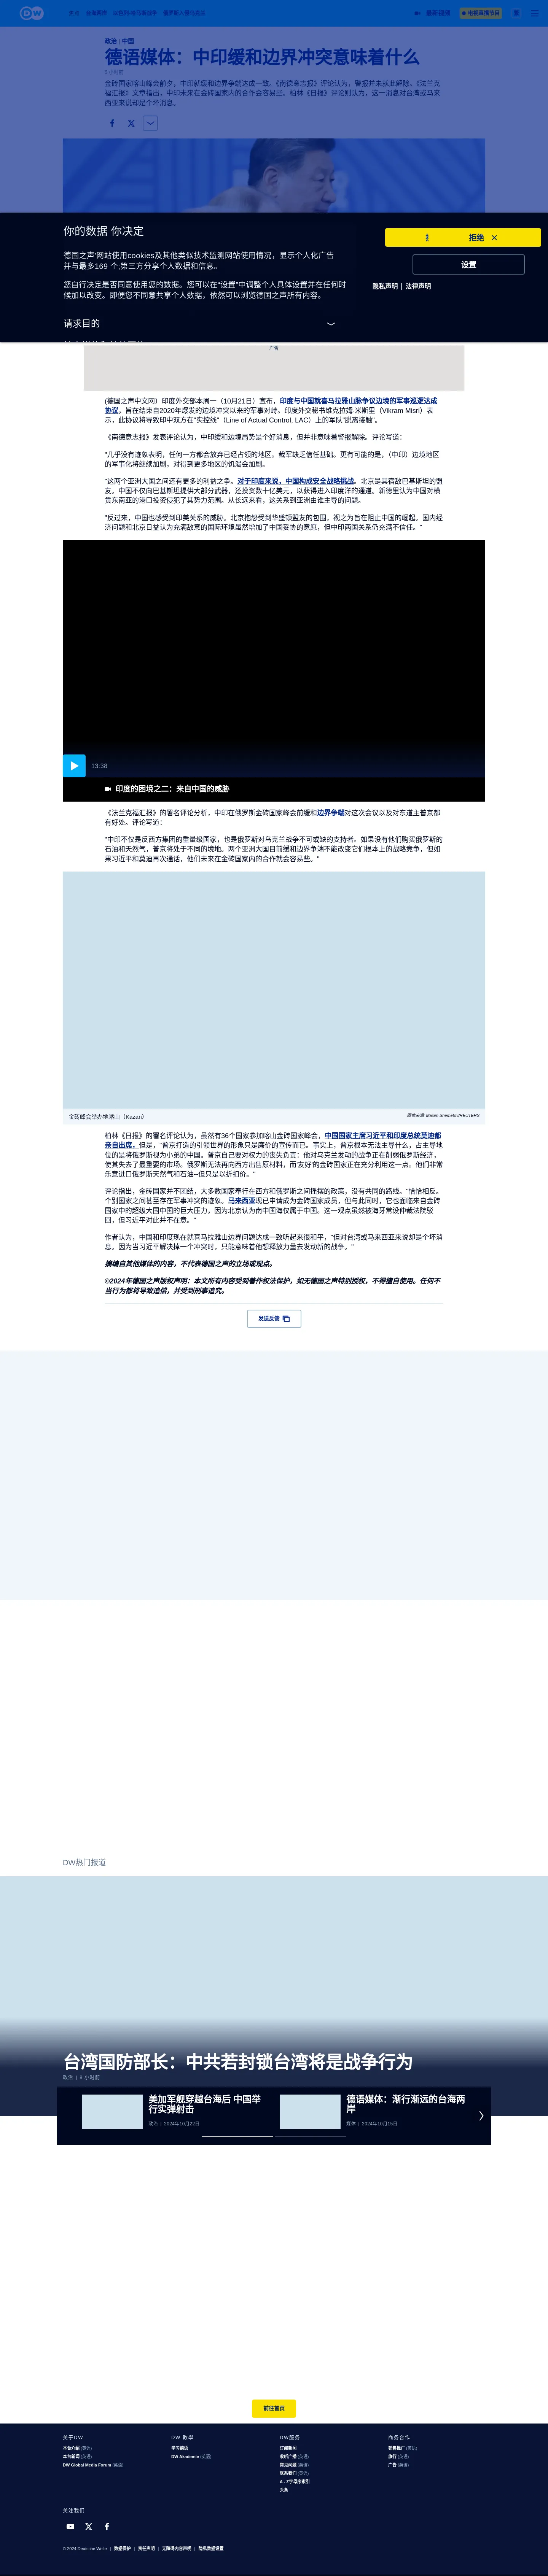 DW
台海两岸
以色列-哈马斯战争
俄罗斯入侵乌克兰
最新视频
电视直播节目
政治 | 中国
德语媒体：中印缓和边界冲突意味着什么
5 小时前
金砖国家喀山峰会前夕，中印就缓和边界争端达成一致。《南德意志报》评论认为，警报并未就此解除。《法兰
克福汇报》文章指出，中印未来在金砖国家内的合作会容易些。柏林《日报》评论则认为，这一消息对台湾或马来
西亚来说却是个坏消息。
你的数据 你决定
德国之声'网站使用cookies及其他类似技术监测网站使用情况，显示个人化广告
并与最多169 个;第三方分享个人数据和信息。
您自行决定是否同意使用您的数据。您可以在"设置"中调整个人具体设置并在任何时
候加以改变。即便您不同意共享个人数据，依然可以浏览德国之声所有内容。
请求目的
拒绝
设置
隐私声明 | 法律声明
广告
(德国之声中文网）印度外交部本周一（10月21日）宣布，印度与中国就喜马拉雅山脉争议边境的军事巡逻达成
协议，旨在结束自2020年爆发的边境冲突以来的军事对峙。印度外交秘书维克拉姆·米斯里（Vikram Misri）表
示，此协议将导致印中双方在"实控线"（Line of Actual Control, LAC）上的军队"脱离接触"。
《南德意志报》发表评论认为，中印缓和边境局势是个好消息，但并非意味着警报解除。评论写道：
"几乎没有迹象表明，任何一方都会放弃已经占领的地区。裁军缺乏信任基础。更有可能的是，（中印）边境地区
的军事化将继续加剧，对得到更多地区的饥渴会加剧。
"这两个亚洲大国之间还有更多的利益之争。对于印度来说，中国构成安全战略挑战。北京是其宿敌巴基斯坦的盟
友。中国不仅向巴基斯坦提供大部分武器，还投资数十亿美元，以获得进入印度洋的通道。新德里认为中国对横
贯东南亚的港口投资侵犯了其势力范围。从长远来看，这关系到亚洲由谁主导的问题。
"反过来，中国也感受到印美关系的威胁。北京抱怨受到华盛顿盟友的包围，视之为旨在阻止中国的崛起。国内经
济问题和北京日益认为充满敌意的国际环境虽然增加了中国妥协的意愿，但中印两国关系仍充满不信任。"
13:38
印度的困境之二：来自中国的威胁
《法兰克福汇报》的署名评论分析，中印在俄罗斯金砖国家峰会前缓和边界争端对这次会议以及对东道主普京都
有好处。评论写道：
"中印不仅是反西方集团的重量级国家，也是俄罗斯对乌克兰战争不可或缺的支持者。如果没有他们购买俄罗斯的
石油和天然气，普京将处于不同的境地。两个亚洲大国目前缓和边界争端不能改变它们根本上的战略竞争，但如
果习近平和莫迪再次通话，他们未来在金砖国家内的合作就会容易些。"
金砖峰会举办地喀山（Kazan）
图像来源: Maxim Shemetov/REUTERS
柏林《日报》的署名评论认为，虽然有36个国家参加喀山金砖国家峰会，中国国家主席习近平和印度总统莫迪都
亲自出席，但是，"普京打造的引领世界的形象只是廉价的宣传而已。事实上，金砖国家是习近平主导，占主导地
位的是将俄罗斯视为小弟的中国。普京自己要对权力的丧失负责：他对乌克兰发动的战争正在削弱俄罗斯经济，
使其失去了最重要的市场。俄罗斯无法再向西方出售原材料，而'友好'的金砖国家正在充分利用这一点。他们非常
乐意进口俄罗斯天然气和石油--但只是以折扣价。"
评论指出，金砖国家并不团结，大多数国家奉行在西方和俄罗斯之间摇摆的政策，没有共同的路线。"恰恰相反。
个别国家之间甚至存在军事冲突的迹象。马来西亚现已申请成为金砖国家成员，但与此同时，它也面临来自金砖
国家中的超级大国中国的巨大压力，因为北京认为南中国海仅属于中国。这一观点虽然被海牙常设仲裁法院驳
回，但习近平对此并不在意。"
作者认为，中国和印度现在就喜马拉雅山边界问题达成一致听起来很和平，"但对台湾或马来西亚来说却是个坏消
息。因为当习近平解决掉一个冲突时，只能意味着他想释放力量去发动新的战争。"
摘编自其他媒体的内容，不代表德国之声的立场或观点。
©2024年德国之声版权声明：本文所有内容受到著作权法保护，如无德国之声特别授权，不得擅自使用。任何不
当行为都将导致追偿，并受到刑事追究。
发送反馈
DW热门报道
台湾国防部长：中共若封锁台湾将是战争行为
政治 | 6 小时前
美加军舰穿越台海后 中国举
行实弹射击
政治 | 2024年10月22日
德语媒体：渐行渐远的台海两
岸
媒体 | 2024年10月15日
前往首页
关于DW
本台介绍 (英语)
本台新闻 (英语)
DW Global Media Forum (英语)
DW 教學
学习德语
DW Akademie (英语)
DW服务
订阅新闻
收听广播 (英语)
常见问题 (英语)
联系我们 (英语)
A - Z字母序索引
头条
商务合作
销售推广 (英语)
旅行 (英语)
广告 (英语)
关注我们
© 2024 Deutsche Welle | 数据保护 | 责任声明 | 无障碍内容声明 | 隐私数据设置